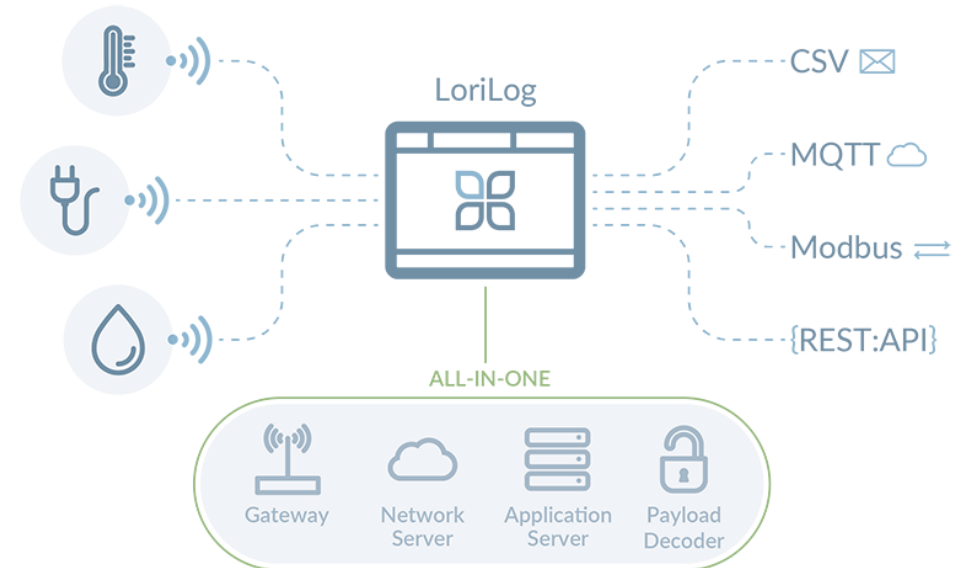 LoriLog
CSV
MQTT
Modbus
{REST:API}
ALL-IN-ONE
Gateway
Network
Server
Application
Server
Payload
Decoder